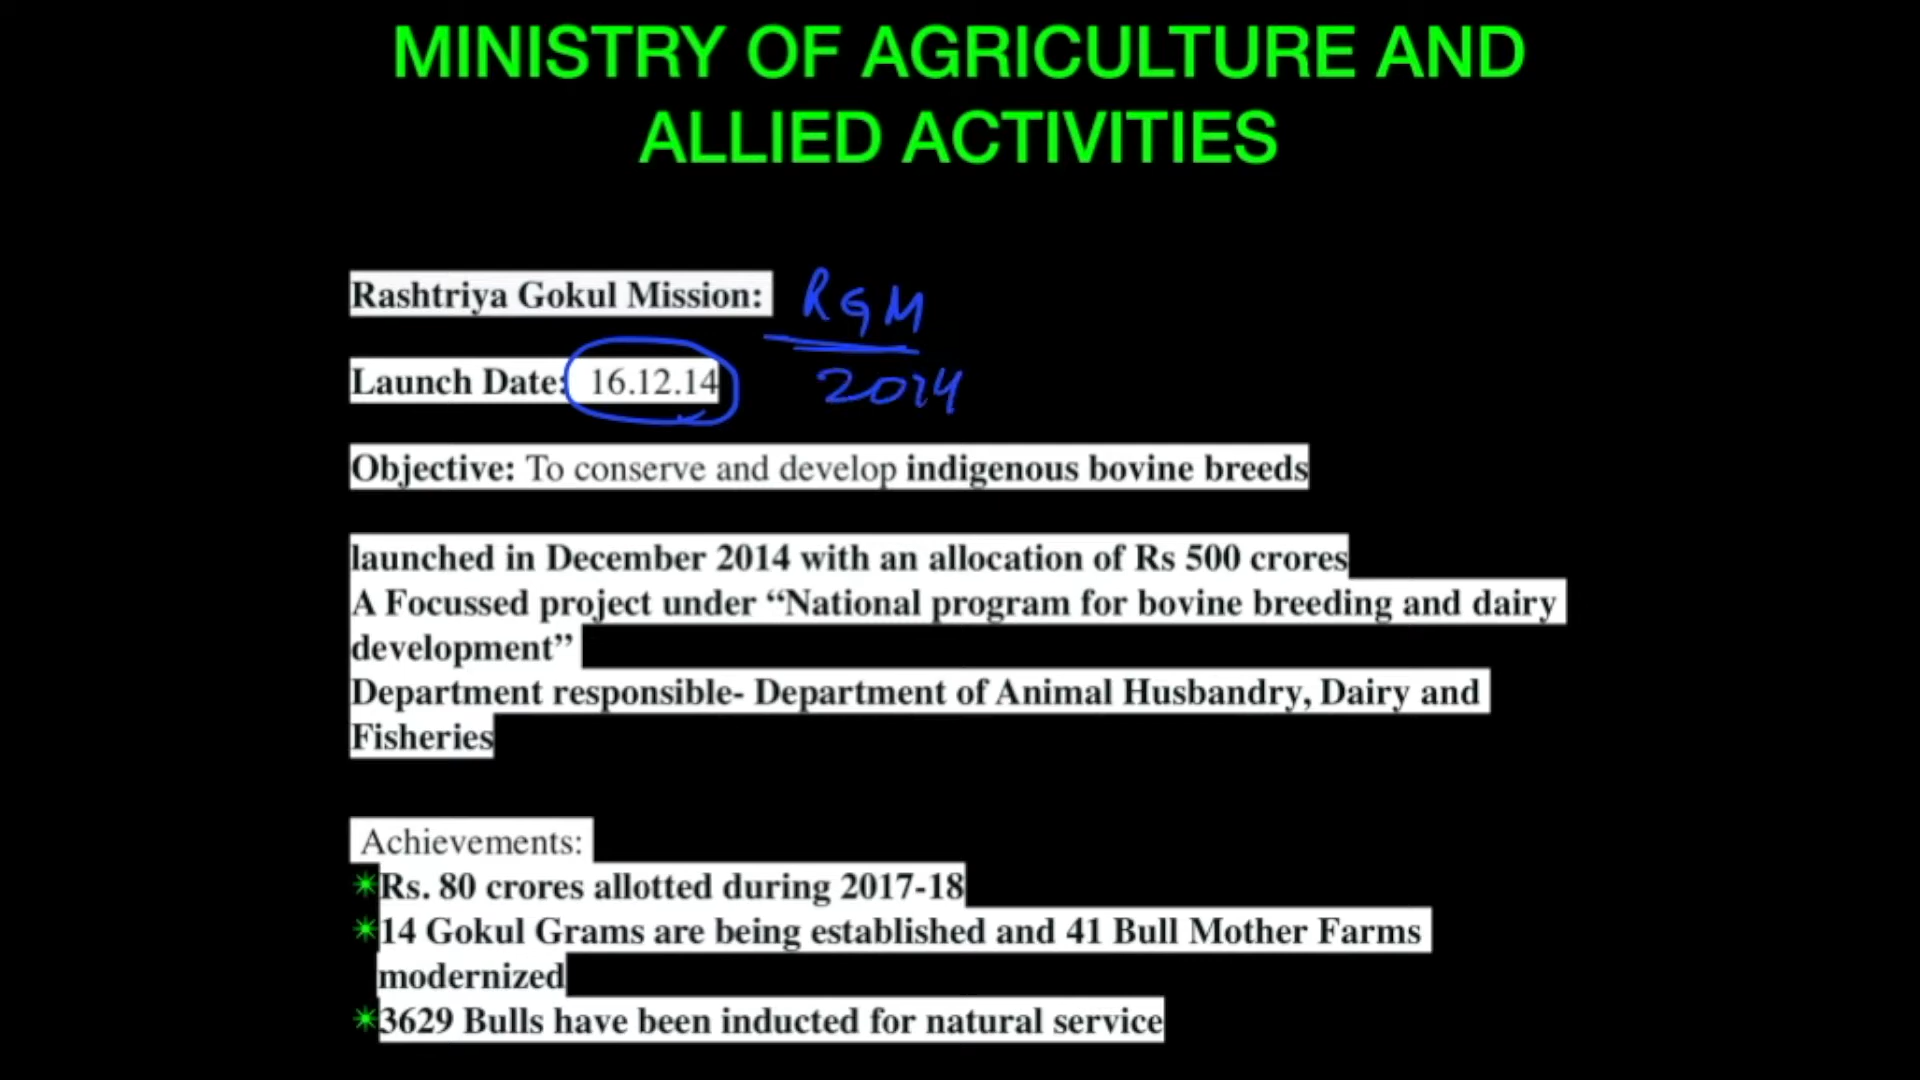 MINISTRY OF AGRICULTURE AND
ALLIED ACTIVITIES
Rashtriya Gokul Mission: RGM
Launch Date: 16.12.14 2014
Objective: To conserve and develop indigenous bovine breeds
launched in December 2014 with an allocation of Rs 500 crores
A Focussed project under “National program for bovine breeding and dairy
development”
Department responsible- Department of Animal Husbandry, Dairy and
Fisheries
Achievements:
✴Rs. 80 crores allotted during 2017-18
✴14 Gokul Grams are being established and 41 Bull Mother Farms
modernized
✴3629 Bulls have been inducted for natural service